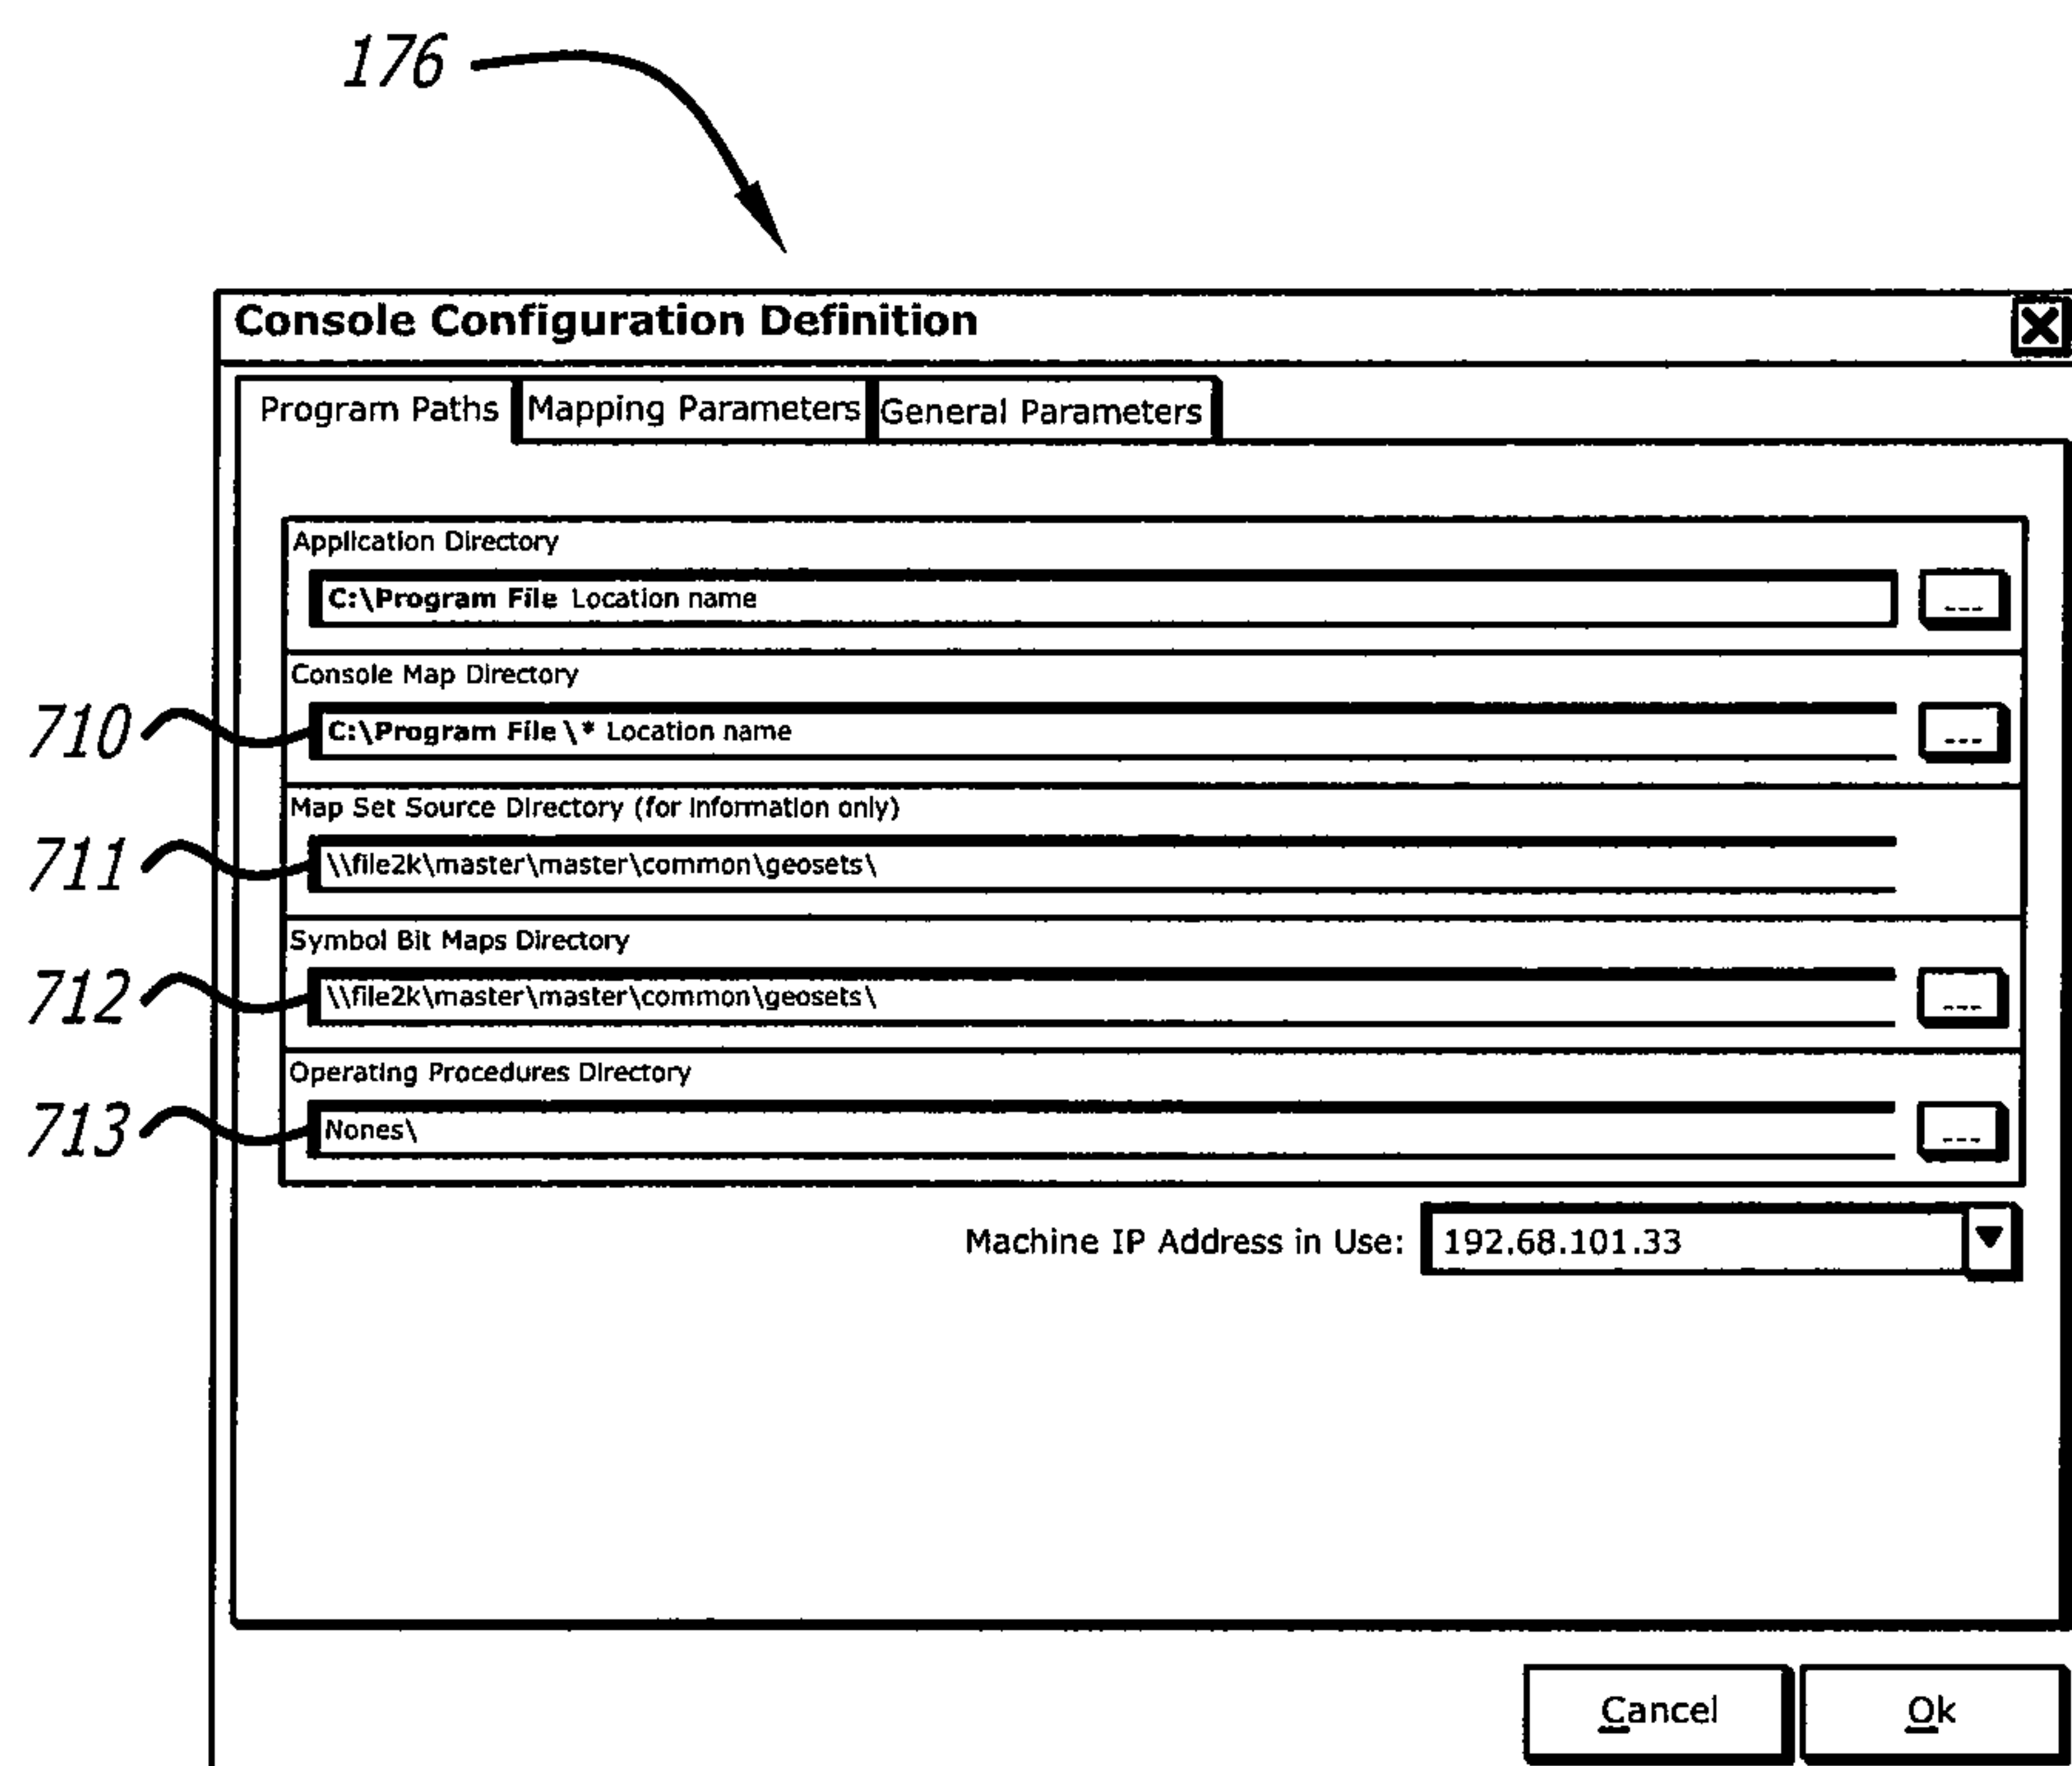 176
Console Configuration Definition
Program Paths Mapping Parameters General Parameters
Application Directory
C:\Program File Location name ...
Console Map Directory
710 C:\Program File \* Location name ...
Map Set Source Directory (for information only)
711 \\file2k\master\master\common\geosets\
Symbol Bit Maps Directory
712 \\file2k\master\master\common\geosets\ ...
Operating Procedures Directory
713 Nones\ ...
Machine IP Address in Use: 192.68.101.33
Cancel Ok